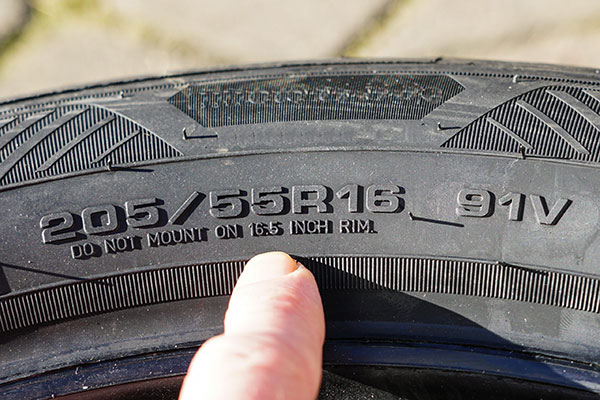 205/55R16 91V
DO NOT MOUNT ON 16.5 INCH RIM.